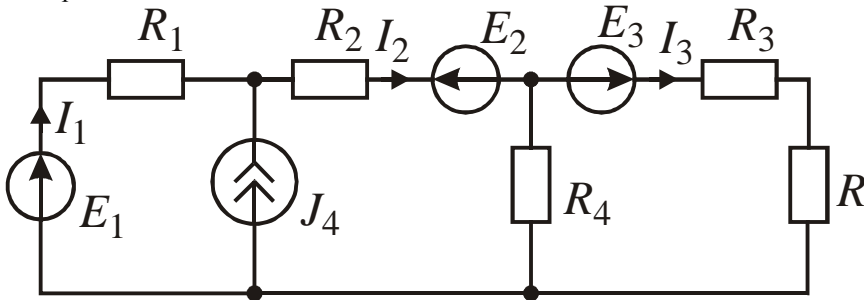 R₁ R₂ I₂ E₂ E₃ I₃ R₃
I₁ E₁ J₄ R₄ R